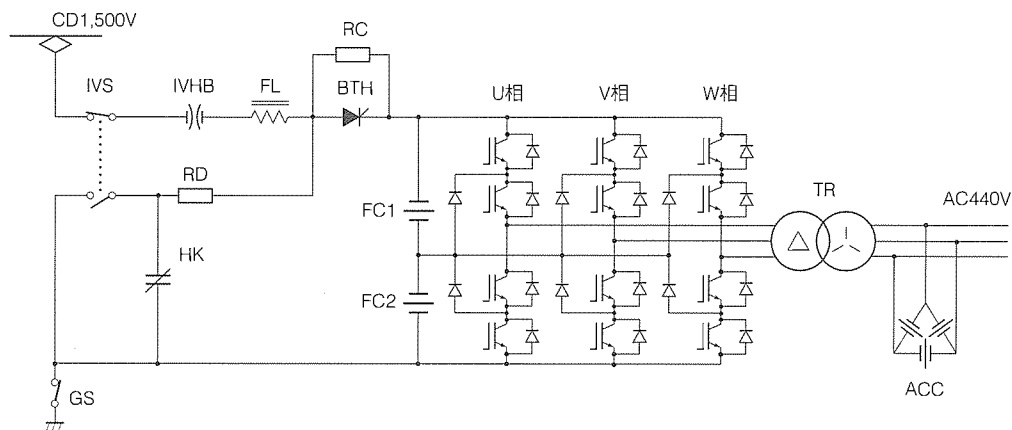 CD1,500V
RC
IVS
IVHB
FL
BTH
U相
V相
W相
RD
TR
AC440V
FC1
HK
FC2
ACC
GS